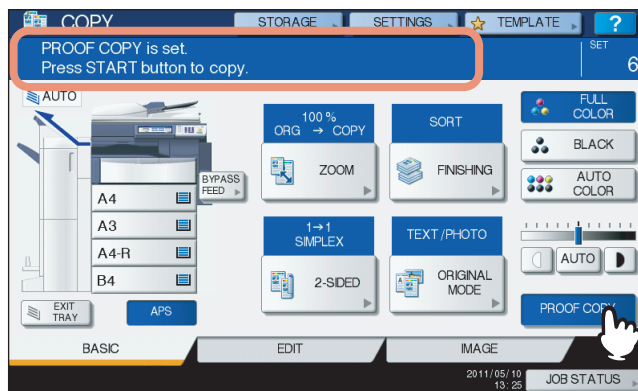 COPY
STORAGE
SETTINGS
TEMPLATE
?
PROOF COPY is set.
Press START button to copy.
SET
6
AUTO
BYPASS
FEED
A4
A3
A4-R
B4
EXIT
TRAY
APS
100 %
ORG → COPY
ZOOM
SORT
FINISHING
1→1
SIMPLEX
2-SIDED
TEXT/PHOTO
ORIGINAL
MODE
FULL
COLOR
BLACK
AUTO
COLOR
AUTO
PROOF COPY
BASIC
EDIT
IMAGE
2011/05/10
13:25
JOB STATUS